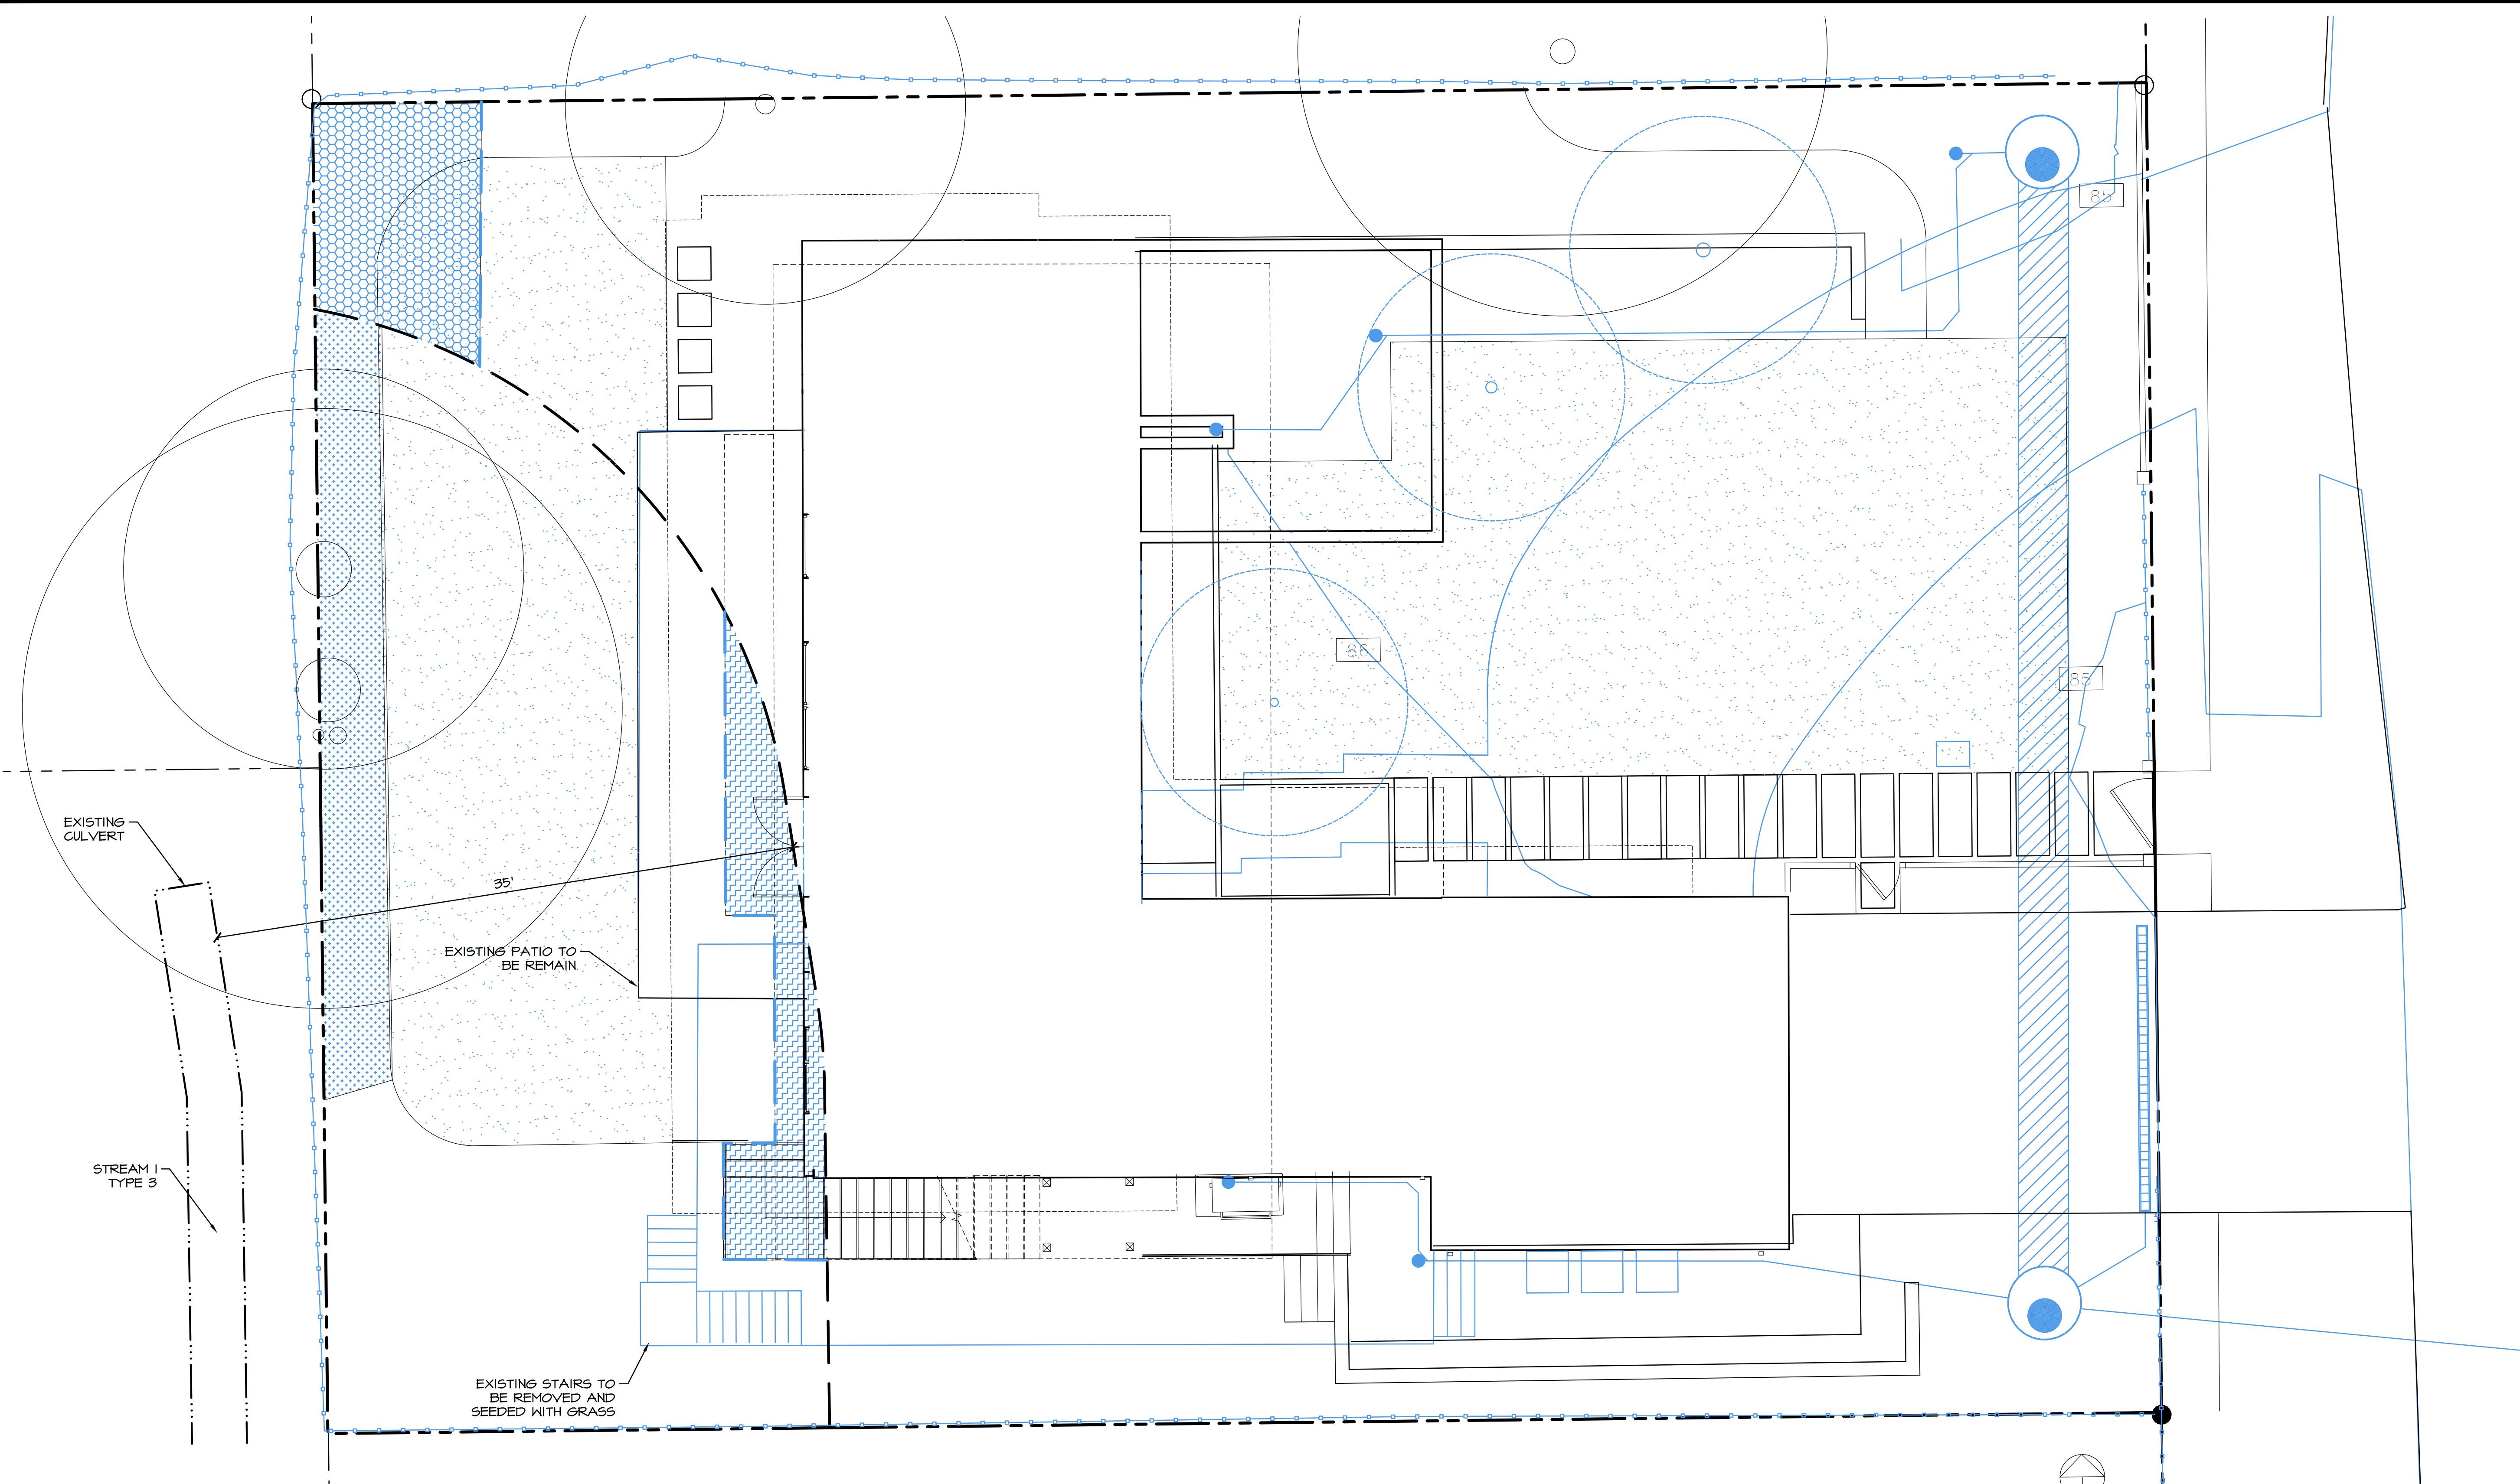 85
86
85
EXISTING
CULVERT
35'
EXISTING PATIO TO
BE REMAIN
STREAM 1
TYPE 3
EXISTING STAIRS TO
BE REMOVED AND
SEEDED WITH GRASS